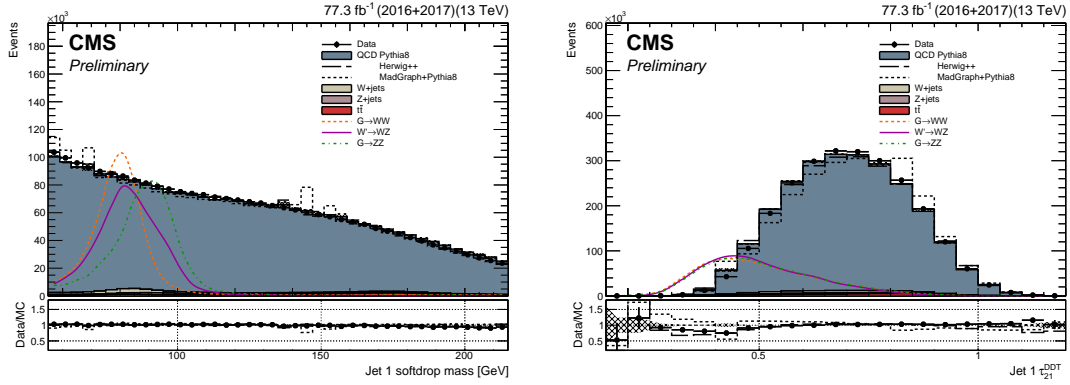 77.3 fb⁻¹ (2016+2017)(13 TeV)
×10³
Events
CMS
Preliminary
Data
QCD Pythia8
Herwig++
MadGraph+Pythia8
W+jets
Z+jets
tt̄
G→WW
W'→WZ
G→ZZ
200
180
160
140
120
100
80
60
40
20
0
Data/MC
1.5
1
0.5
100
150
200
Jet 1 softdrop mass [GeV]
77.3 fb⁻¹ (2016+2017)(13 TeV)
×10³
Events
CMS
Preliminary
Data
QCD Pythia8
Herwig++
MadGraph+Pythia8
W+jets
Z+jets
tt̄
G→WW
W'→WZ
G→ZZ
600
500
400
300
200
100
0
Data/MC
1.5
1
0.5
0.5
1
Jet 1 τ₂₁ᴰᴰᵀ